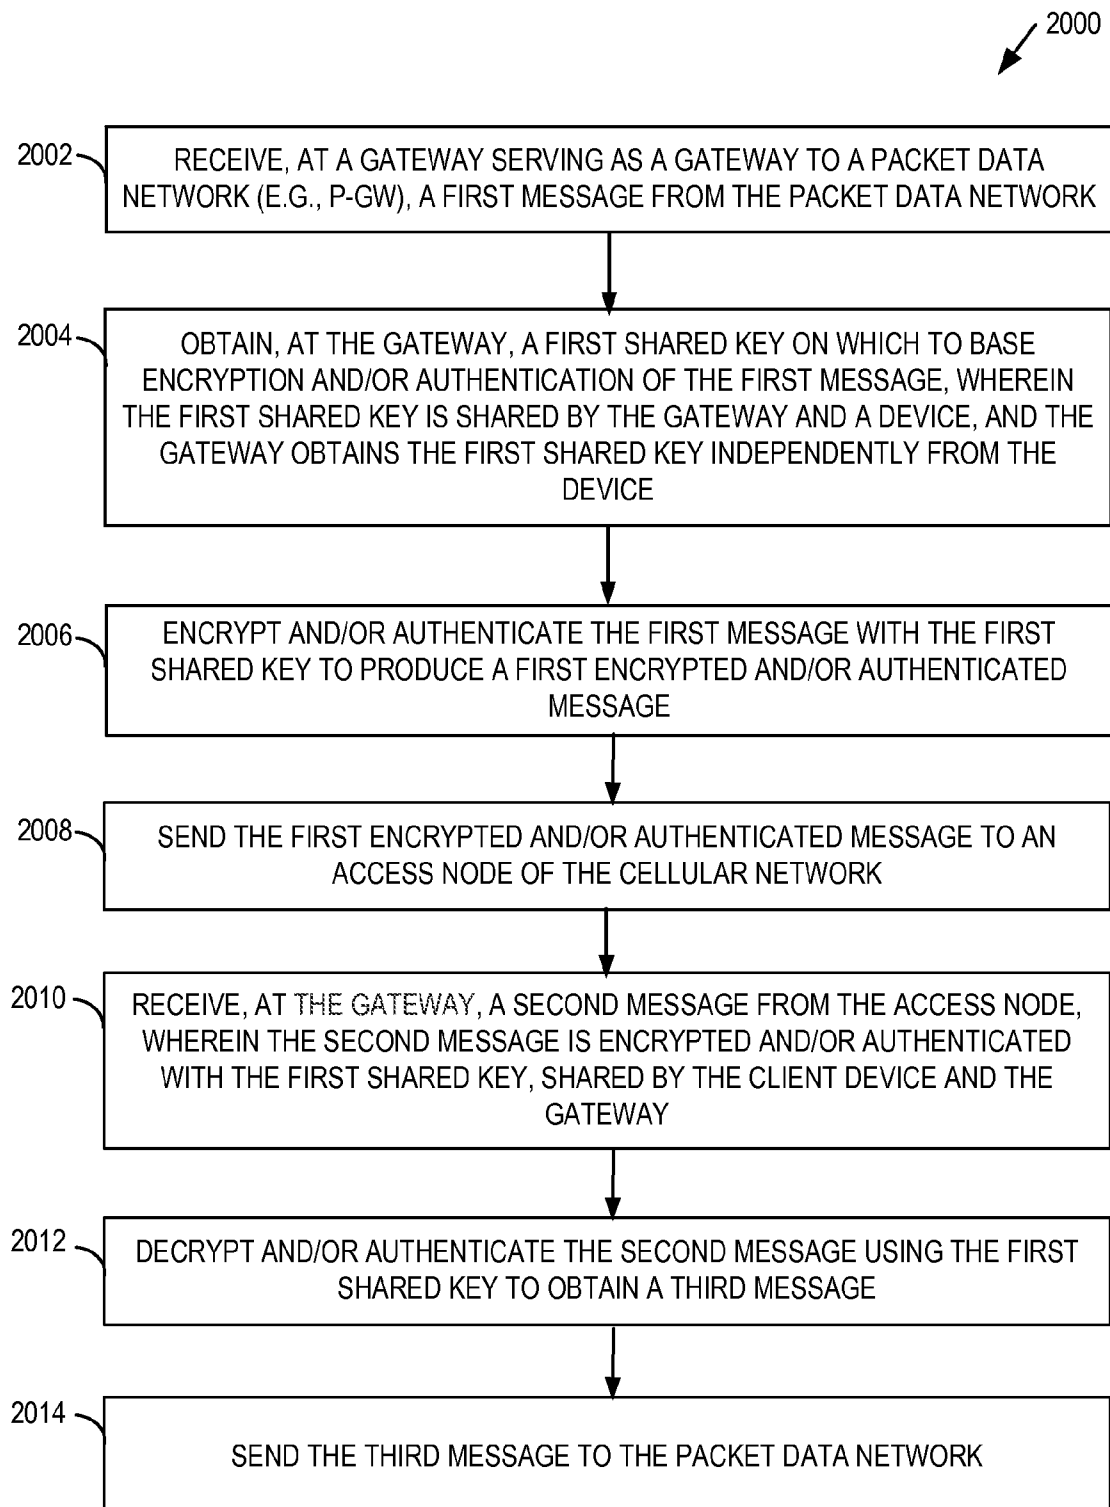 2000
2002
RECEIVE, AT A GATEWAY SERVING AS A GATEWAY TO A PACKET DATA
NETWORK (E.G., P-GW), A FIRST MESSAGE FROM THE PACKET DATA NETWORK
2004
OBTAIN, AT THE GATEWAY, A FIRST SHARED KEY ON WHICH TO BASE
ENCRYPTION AND/OR AUTHENTICATION OF THE FIRST MESSAGE, WHEREIN
THE FIRST SHARED KEY IS SHARED BY THE GATEWAY AND A DEVICE, AND THE
GATEWAY OBTAINS THE FIRST SHARED KEY INDEPENDENTLY FROM THE
DEVICE
2006
ENCRYPT AND/OR AUTHENTICATE THE FIRST MESSAGE WITH THE FIRST
SHARED KEY TO PRODUCE A FIRST ENCRYPTED AND/OR AUTHENTICATED
MESSAGE
2008
SEND THE FIRST ENCRYPTED AND/OR AUTHENTICATED MESSAGE TO AN
ACCESS NODE OF THE CELLULAR NETWORK
2010
RECEIVE, AT THE GATEWAY, A SECOND MESSAGE FROM THE ACCESS NODE,
WHEREIN THE SECOND MESSAGE IS ENCRYPTED AND/OR AUTHENTICATED
WITH THE FIRST SHARED KEY, SHARED BY THE CLIENT DEVICE AND THE
GATEWAY
2012
DECRYPT AND/OR AUTHENTICATE THE SECOND MESSAGE USING THE FIRST
SHARED KEY TO OBTAIN A THIRD MESSAGE
2014
SEND THE THIRD MESSAGE TO THE PACKET DATA NETWORK